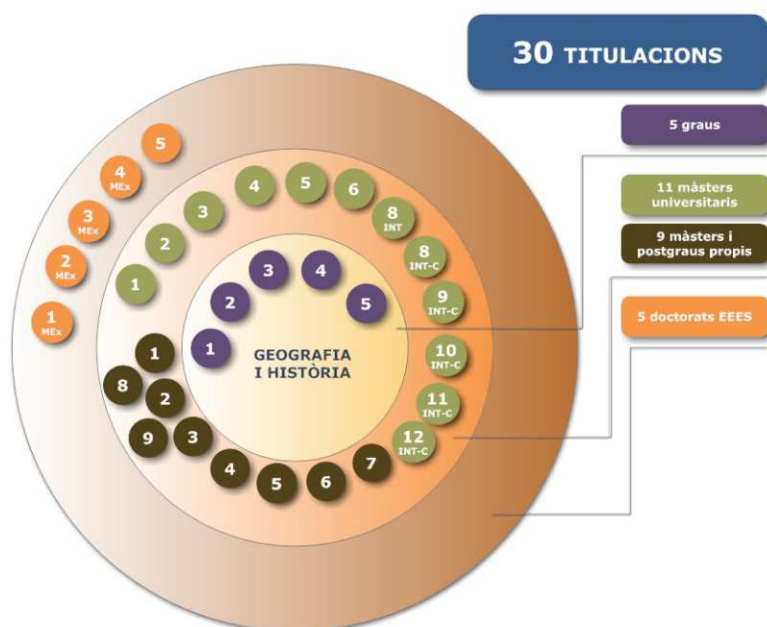 30 TITULACIONS
5 graus
11 màsters
universitaris
9 màsters i
postgraus propis
5 doctorats EEES
5
4
MEx
3
MEx
2
MEx
1
MEx
1
2
3
4
5
6
8
INT
8
INT-C
9
INT-C
10
INT-C
11
INT-C
12
INT-C
1
2
3
4
5
GEOGRAFIA
I HISTÒRIA
1
8
2
9
3
4
5
6
7